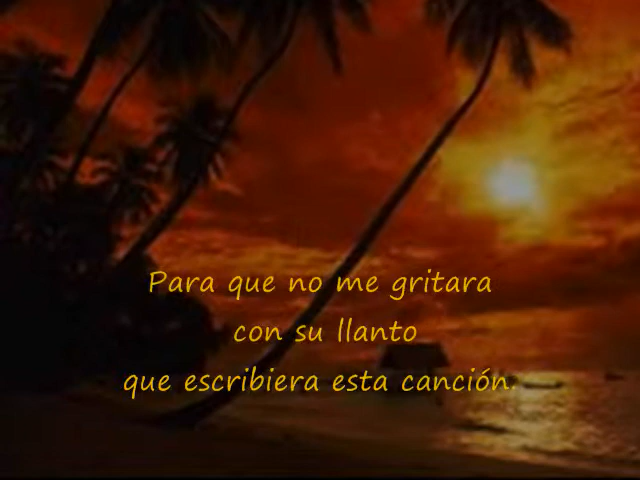 Para que no me gritara
con su llanto
que escribiera esta canción.